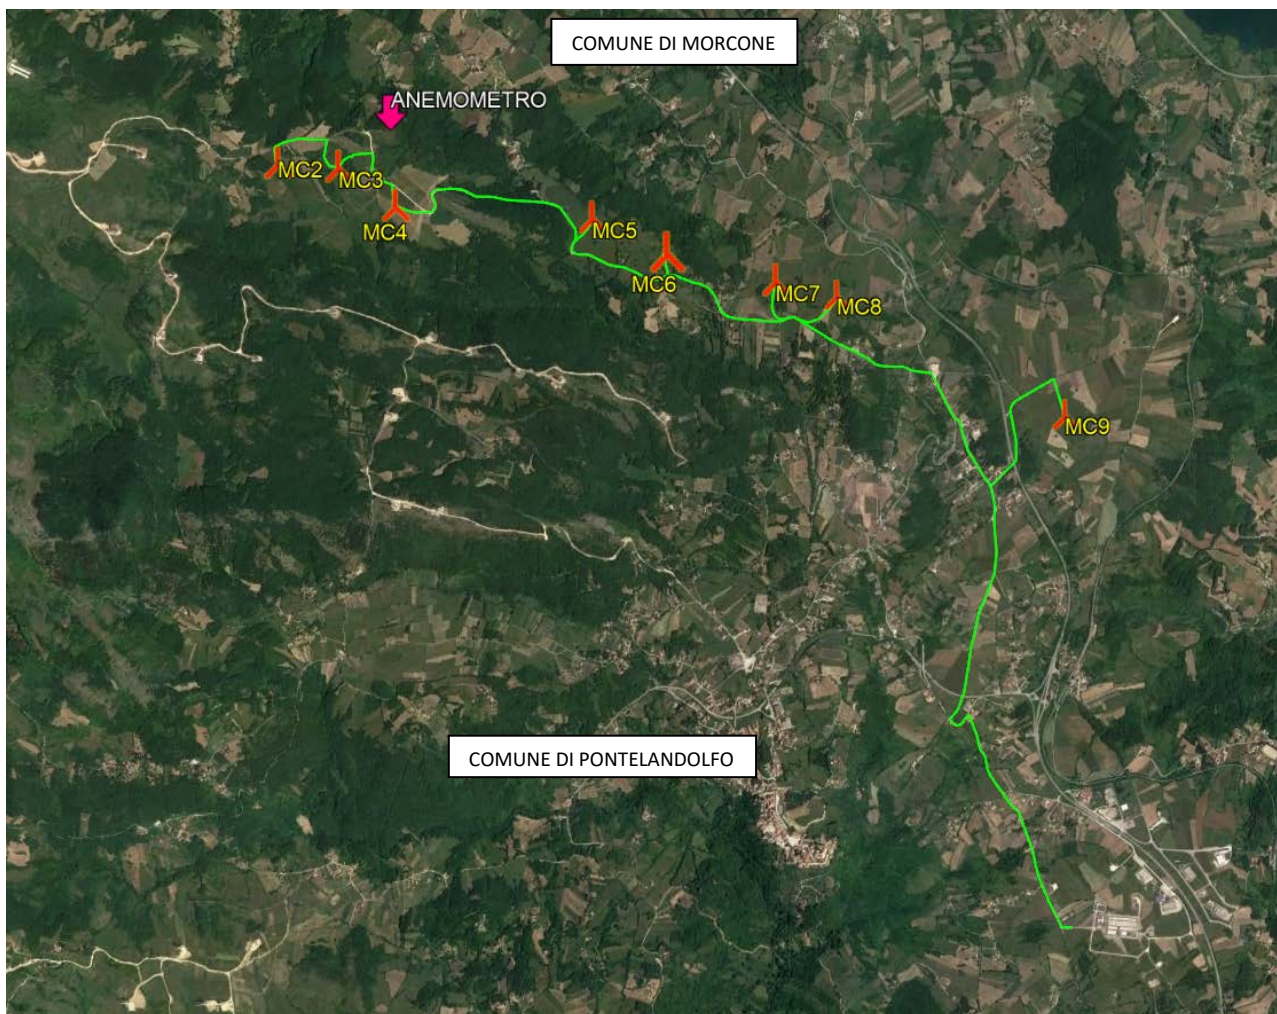 COMUNE DI MORCONE
ANEMOMETRO
MC2
MC3
MC4
MC5
MC6
MC7
MC8
MC9
COMUNE DI PONTELANDOLFO